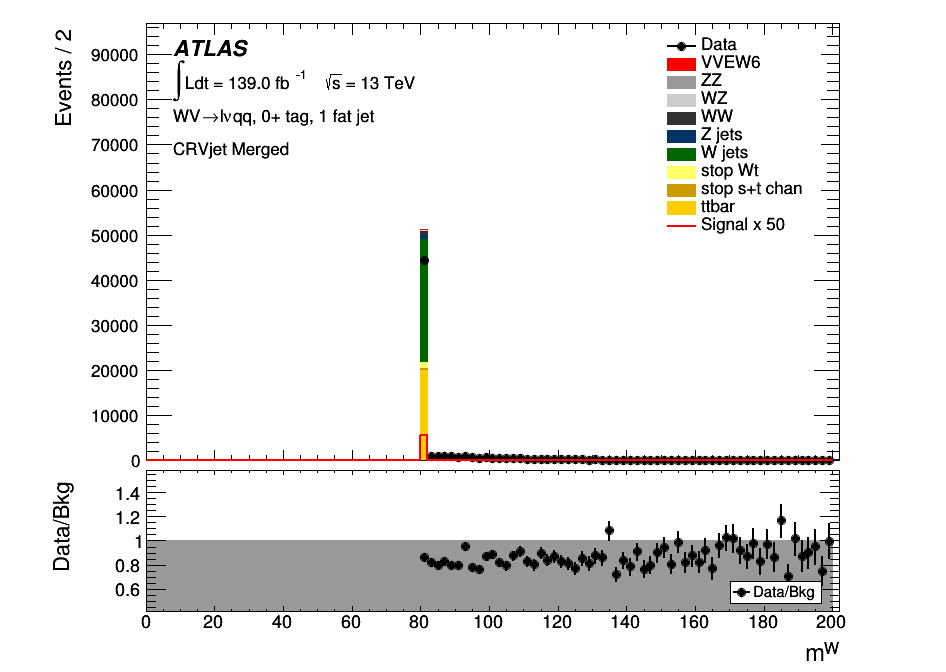 Events / 2
90000
80000
70000
60000
50000
40000
30000
20000
10000
0
ATLAS
∫Ldt = 139.0 fb⁻¹ √s = 13 TeV
WV→lνqq, 0+ tag, 1 fat jet
CRVjet Merged
Data
VVEW6
ZZ
WZ
WW
Z jets
W jets
stop Wt
stop s+t chan
ttbar
Signal x 50
Data/Bkg
1.4
1.2
1
0.8
0.6
Data/Bkg
0 20 40 60 80 100 120 140 160 180 200
mᵂ